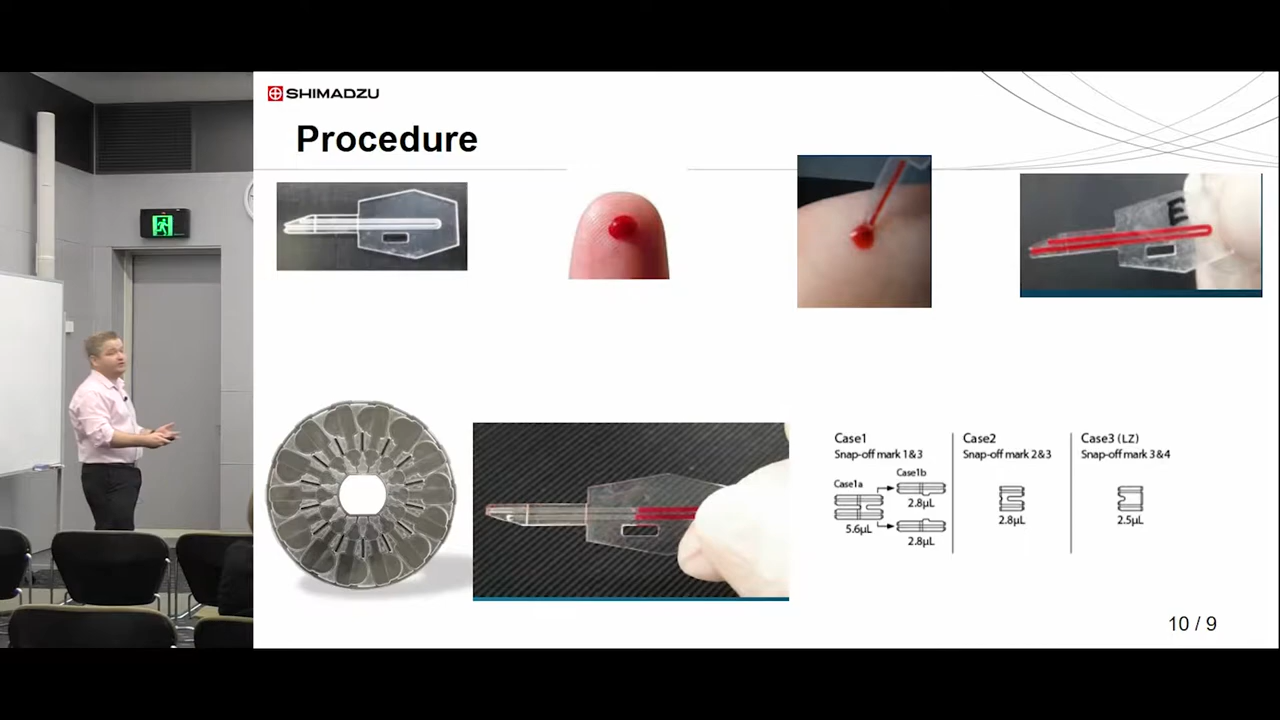 SHIMADZU
Procedure
E
Case1
Snap-off mark 1&3
Case1a
5.6µL
Case1b
2.8µL
2.8µL
Case2
Snap-off mark 2&3
2.8µL
Case3 (LZ)
Snap-off mark 3&4
2.5µL
10 / 9